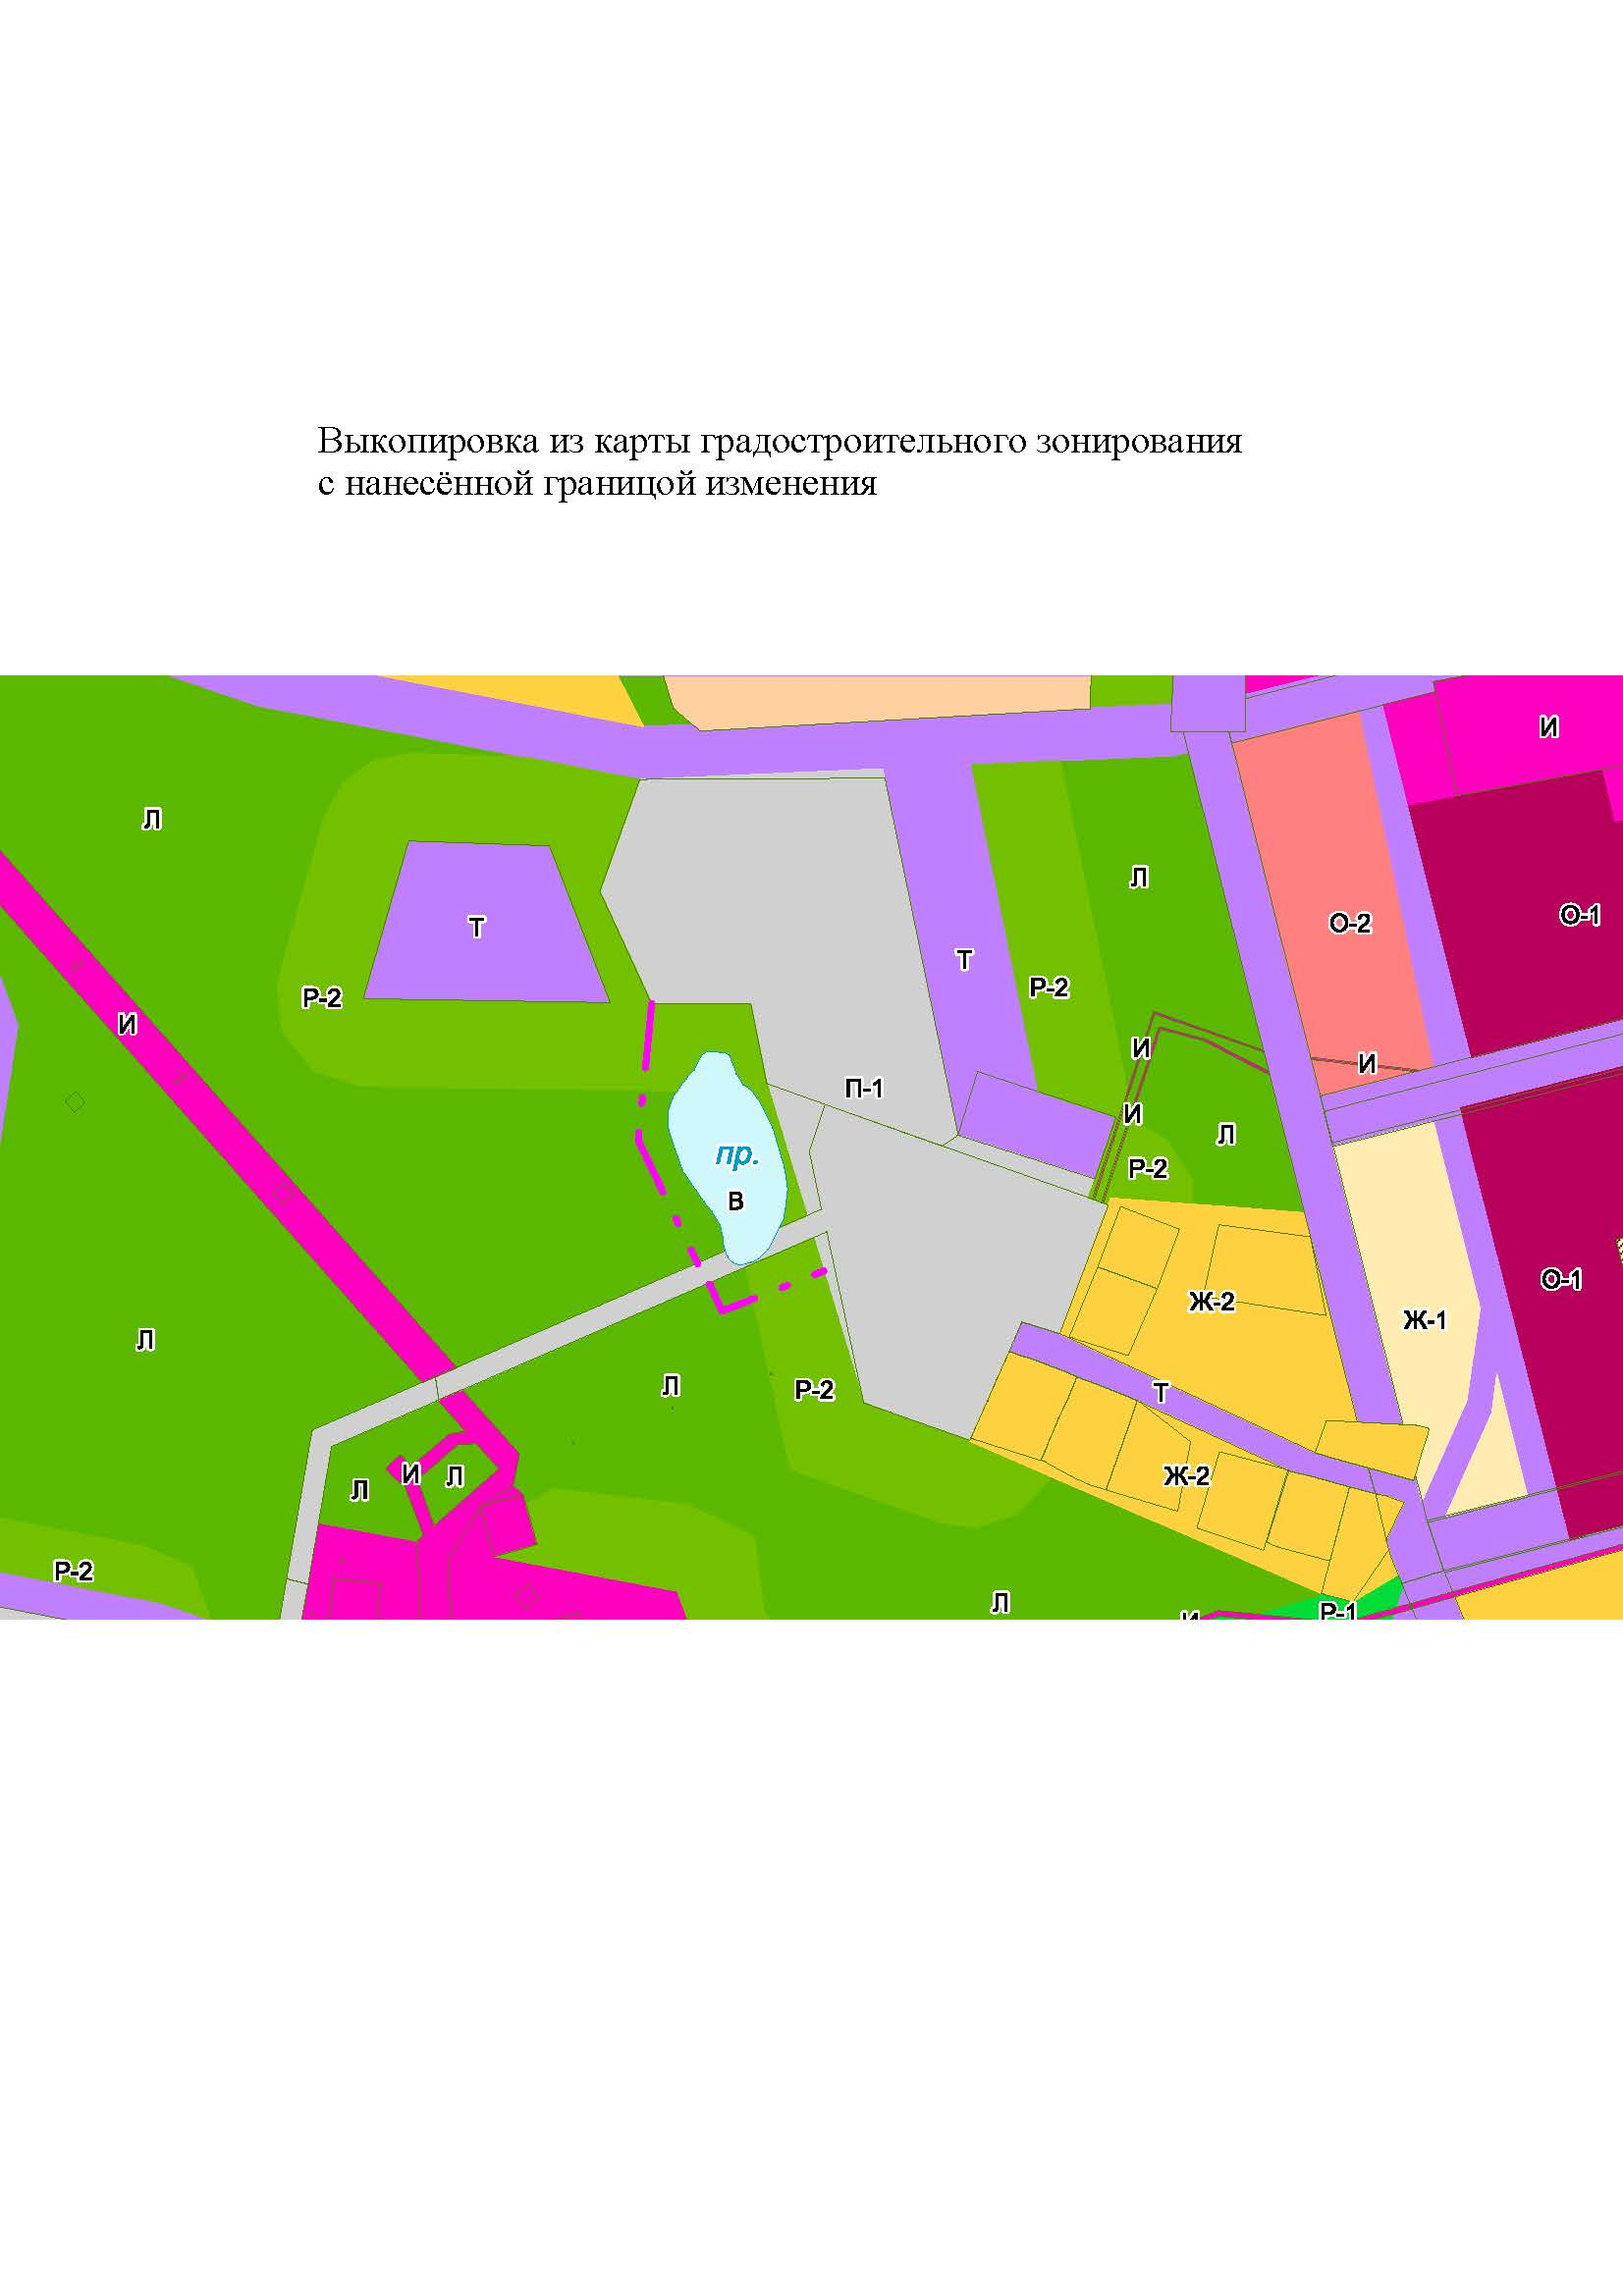 Выкопировка из карты градостроительного зонирования
с нанесённой границой изменения
И
Л
О-1
О-2
Т
Л
Т
Р-2
Р-2
И
И
И
П-1
И
Л
пр.
Р-2
В
О-1
Ж-2
Ж-1
Л
Л
Р-2
Т
И
Л
Ж-2
Л
Р-2
Л
Р-1
И